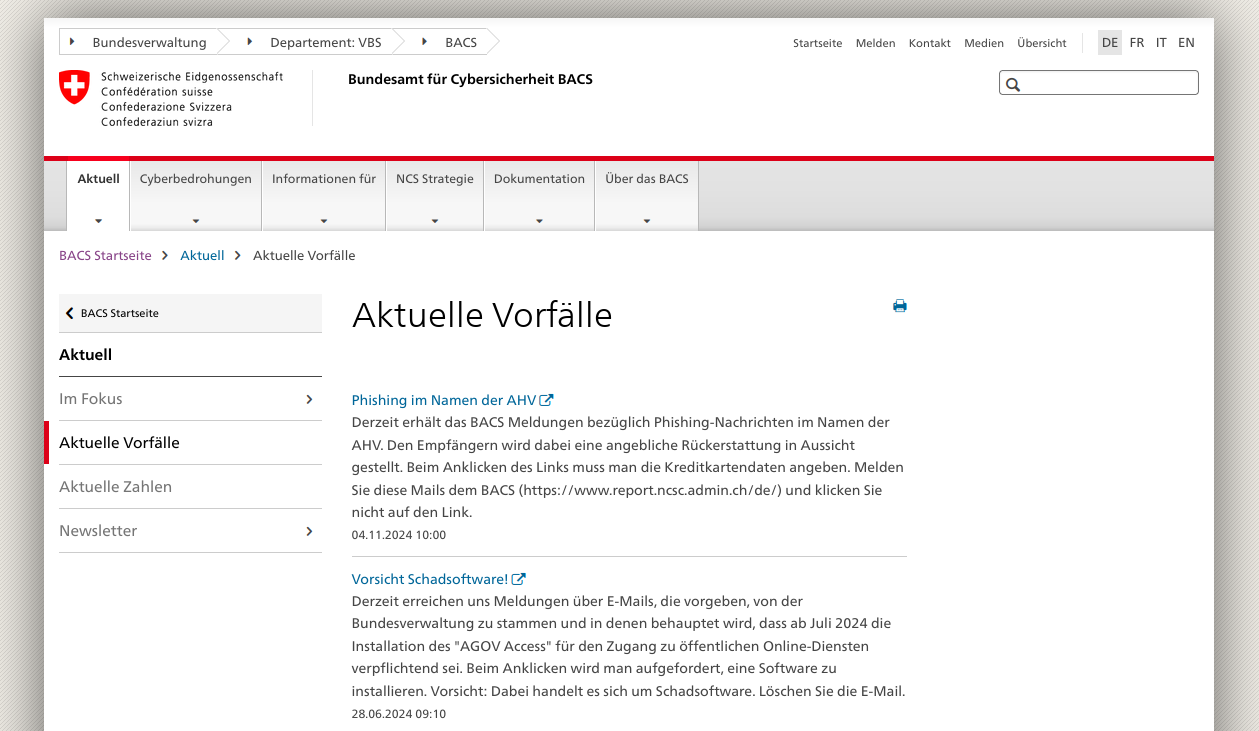 Bundesverwaltung
Departement: VBS
BACS
Startseite
Melden
Kontakt
Medien
Übersicht
DE
FR
IT
EN
Schweizerische Eidgenossenschaft
Confédération suisse
Confederazione Svizzera
Confederaziun svizra
Bundesamt für Cybersicherheit BACS
Aktuell
Cyberbedrohungen
Informationen für
NCS Strategie
Dokumentation
Über das BACS
BACS Startseite
Aktuell
Aktuelle Vorfälle
BACS Startseite
Aktuell
Im Fokus
Aktuelle Vorfälle
Aktuelle Zahlen
Newsletter
Aktuelle Vorfälle
Phishing im Namen der AHV
Derzeit erhält das BACS Meldungen bezüglich Phishing-Nachrichten im Namen der
AHV. Den Empfängern wird dabei eine angebliche Rückerstattung in Aussicht
gestellt. Beim Anklicken des Links muss man die Kreditkartendaten angeben. Melden
Sie diese Mails dem BACS (https://www.report.ncsc.admin.ch/de/) und klicken Sie
nicht auf den Link.
04.11.2024 10:00
Vorsicht Schadsoftware!
Derzeit erreichen uns Meldungen über E-Mails, die vorgeben, von der
Bundesverwaltung zu stammen und in denen behauptet wird, dass ab Juli 2024 die
Installation des "AGOV Access" für den Zugang zu öffentlichen Online-Diensten
verpflichtend sei. Beim Anklicken wird man aufgefordert, eine Software zu
installieren. Vorsicht: Dabei handelt es sich um Schadsoftware. Löschen Sie die E-Mail.
28.06.2024 09:10